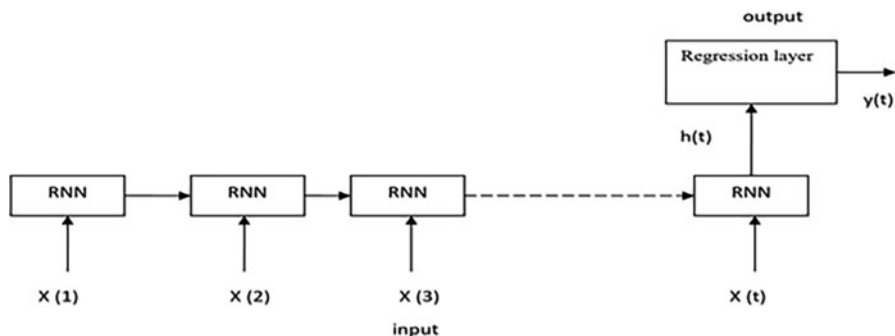 output
Regression layer
y(t)
h(t)
RNN
RNN
RNN
RNN
X (1)
X (2)
X (3)
X (t)
input